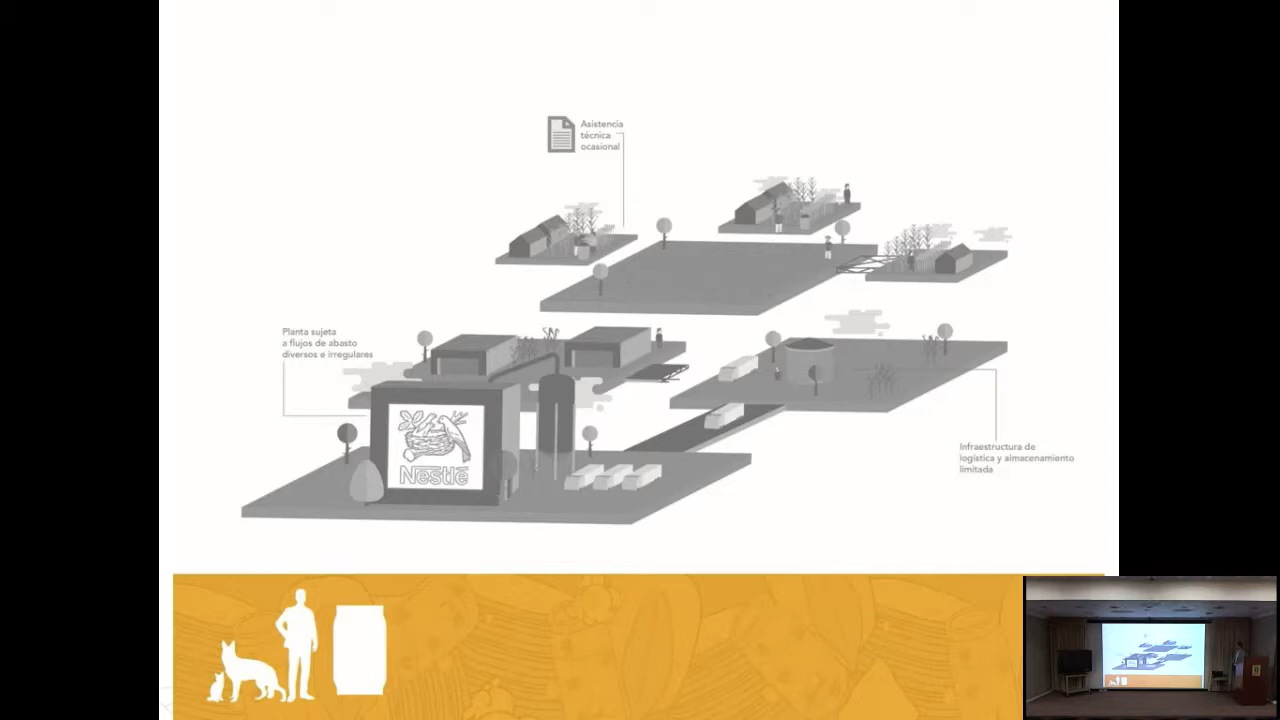 Asistencia
técnica
ocasional
Planta sujeta
a flujos de abasto
diversos e irregulares
Nestlé
Infraestructura de
logística y almacenamiento
limitada